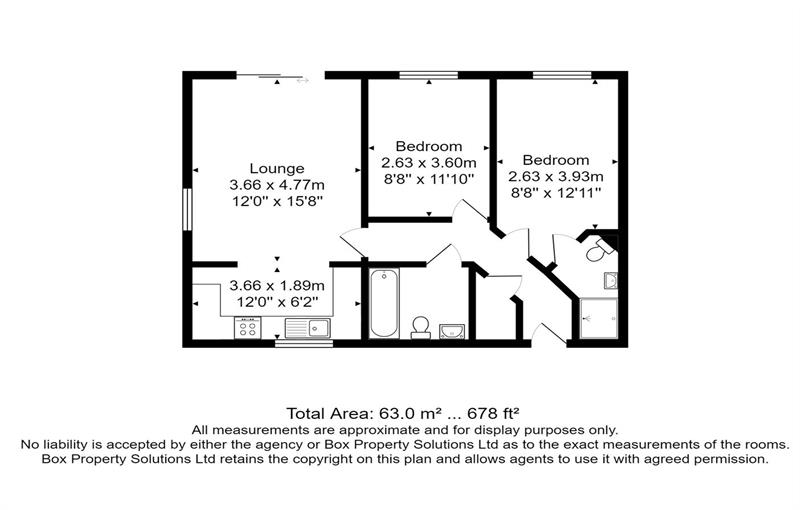 Lounge
3.66 x 4.77m
12'0" x 15'8"
Bedroom
2.63 x 3.60m
8'8" x 11'10"
Bedroom
2.63 x 3.93m
8'8" x 12'11"
3.66 x 1.89m
12'0" x 6'2"
Total Area: 63.0 m² ... 678 ft²
All measurements are approximate and for display purposes only.
No liability is accepted by either the agency or Box Property Solutions Ltd as to the exact measurements of the rooms.
Box Property Solutions Ltd retains the copyright on this plan and allows agents to use it with agreed permission.